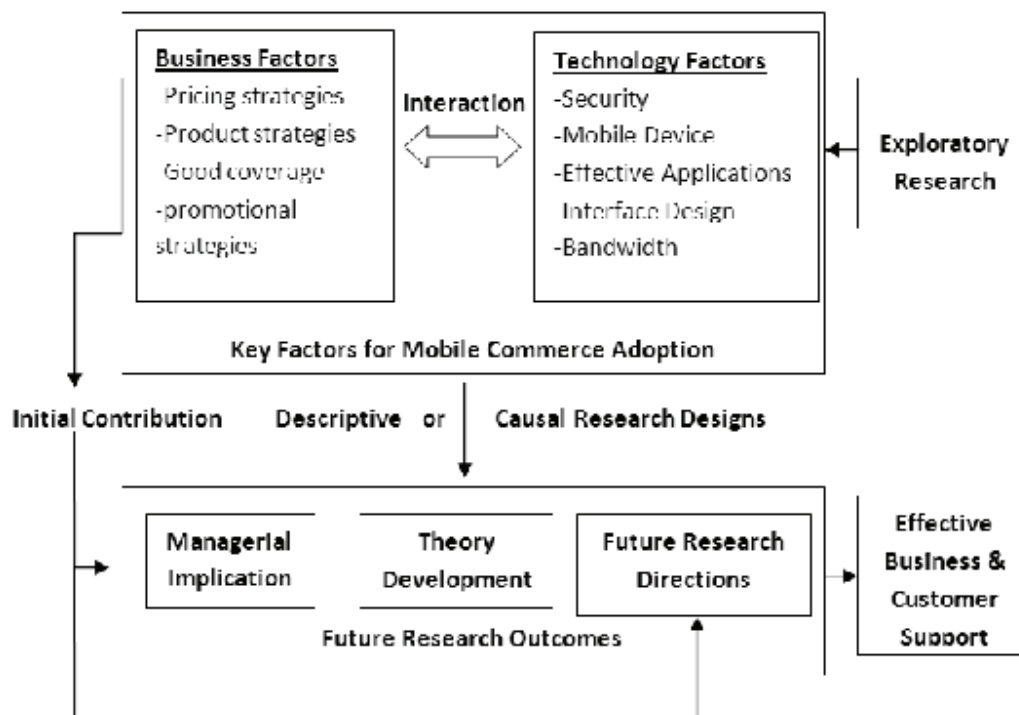 Business Factors
Pricing strategies
-Product strategies
Good coverage
-promotional
strategies
Interaction
Technology Factors
-Security
-Mobile Device
-Effective Applications
Interface Design
-Bandwidth
Exploratory
Research
Key Factors for Mobile Commerce Adoption
Initial Contribution
Descriptive or Causal Research Designs
Managerial
Implication
Theory
Development
Future Research
Directions
Future Research Outcomes
Effective
Business &
Customer
Support